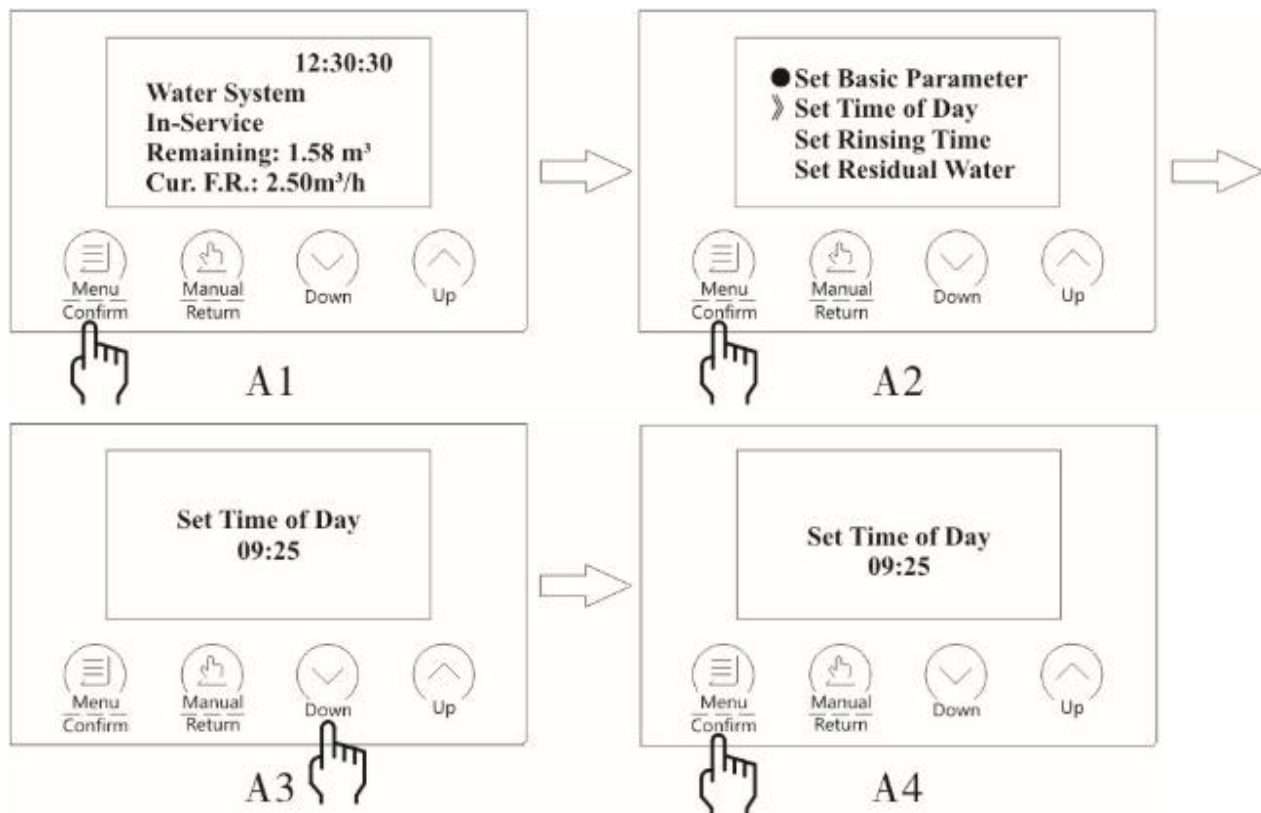 12:30:30
Water System
In-Service
Remaining: 1.58 m³
Cur. F.R.: 2.50m³/h
Menu
Confirm
Manual
Return
Down
Up
A1
●Set Basic Parameter
》Set Time of Day
Set Rinsing Time
Set Residual Water
Menu
Confirm
Manual
Return
Down
Up
A2
Set Time of Day
09:25
Menu
Confirm
Manual
Return
Down
Up
A3
Set Time of Day
09:25
Menu
Confirm
Manual
Return
Down
Up
A4